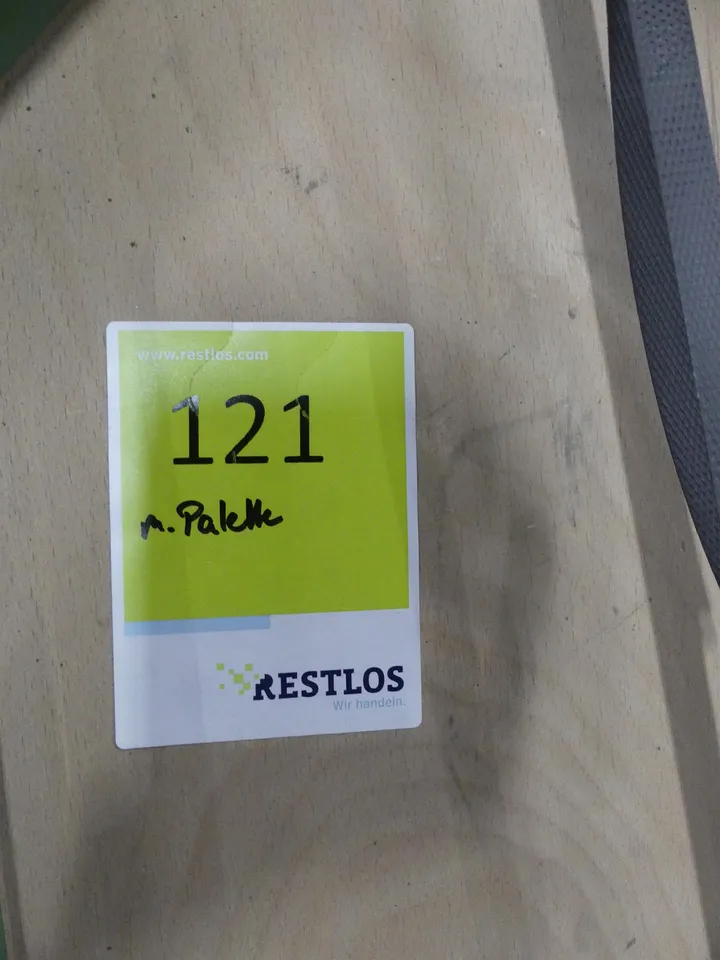 www.restlos.com
121
m. Palette
RESTLOS
Wir handeln.